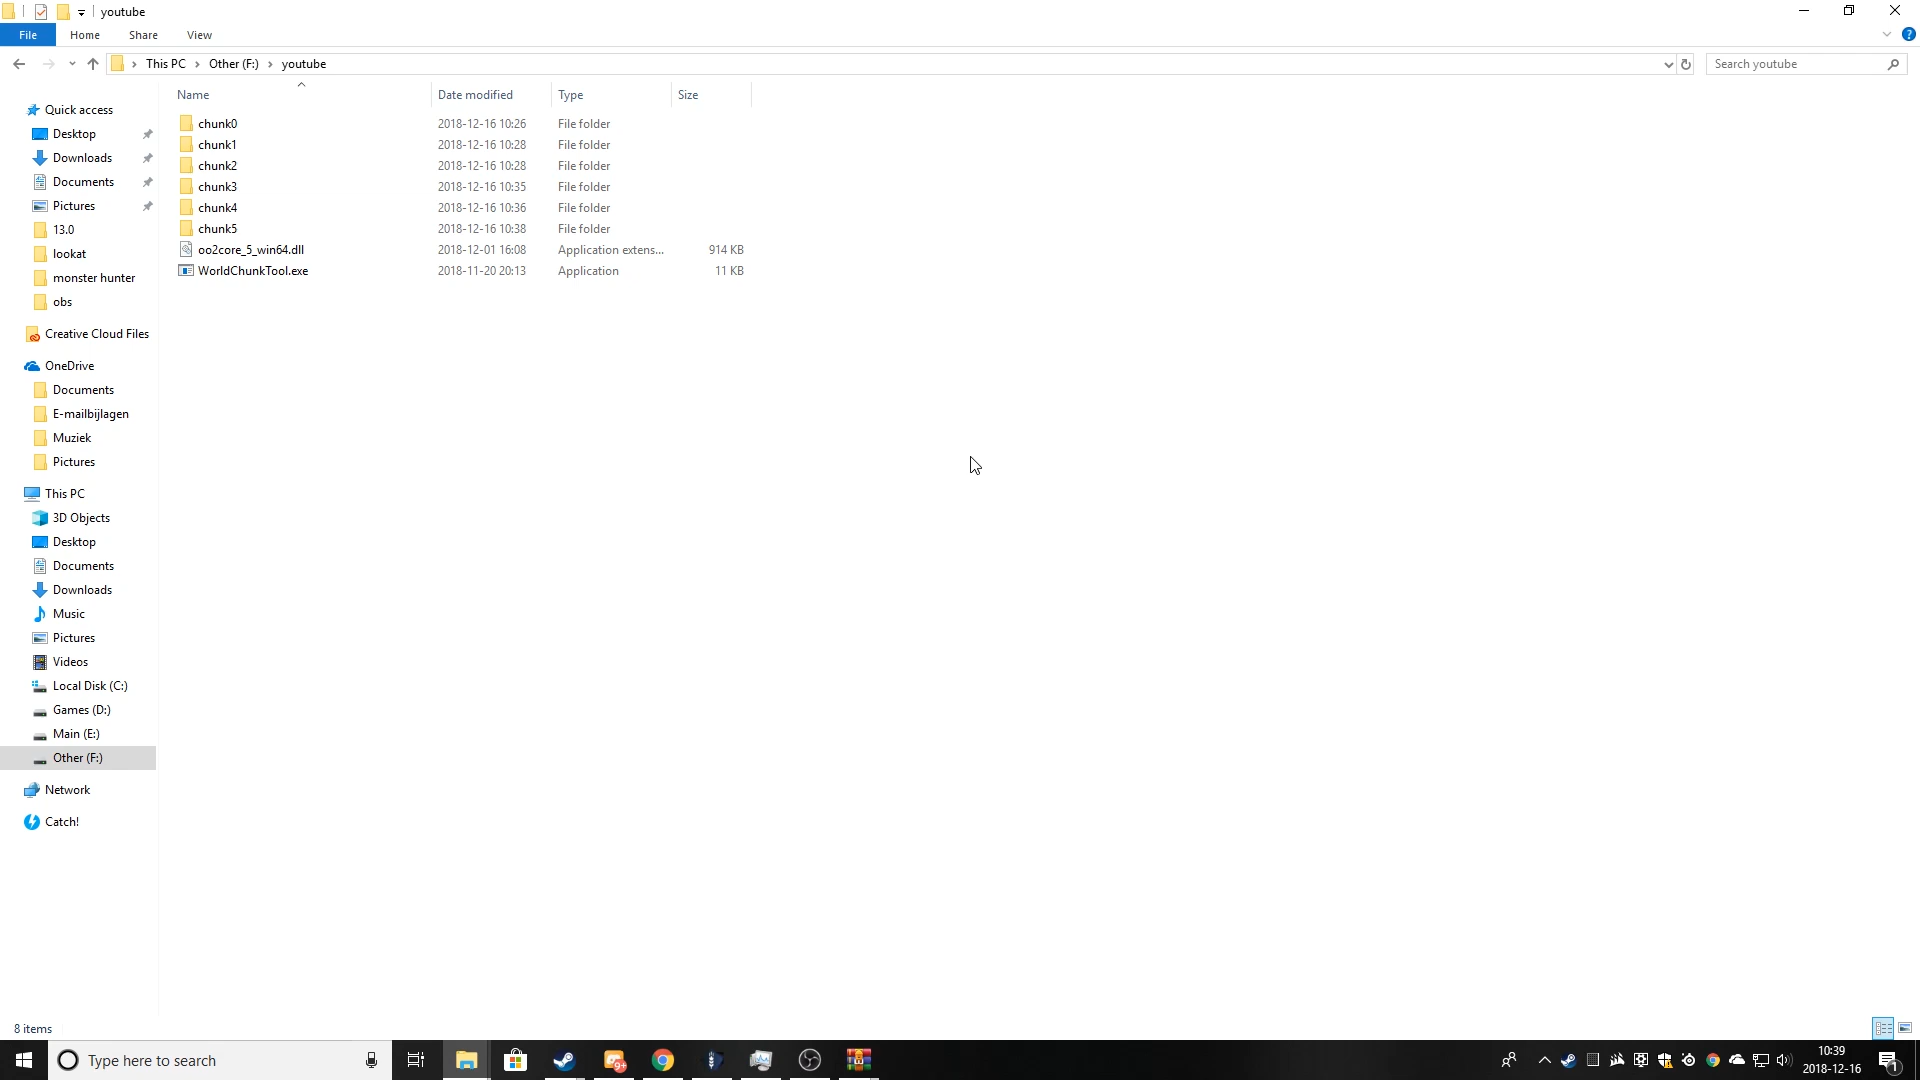 youtube
File Home Share View
This PC Other (F:) youtube
Search youtube
Name Date modified Type Size
chunk0 2018-12-16 10:26 File folder
chunk1 2018-12-16 10:28 File folder
chunk2 2018-12-16 10:28 File folder
chunk3 2018-12-16 10:35 File folder
chunk4 2018-12-16 10:36 File folder
chunk5 2018-12-16 10:38 File folder
oo2core_5_win64.dll 2018-12-01 16:08 Application extens... 914 KB
WorldChunkTool.exe 2018-11-20 20:13 Application 11 KB
Quick access
Desktop
Downloads
Documents
Pictures
13.0
lookat
monster hunter
obs
Creative Cloud Files
OneDrive
Documents
E-mailbijlagen
Muziek
Pictures
This PC
3D Objects
Desktop
Documents
Downloads
Music
Pictures
Videos
Local Disk (C:)
Games (D:)
Main (E:)
Other (F:)
Network
Catch!
8 items
Type here to search
9+
10:39
2018-12-16
1